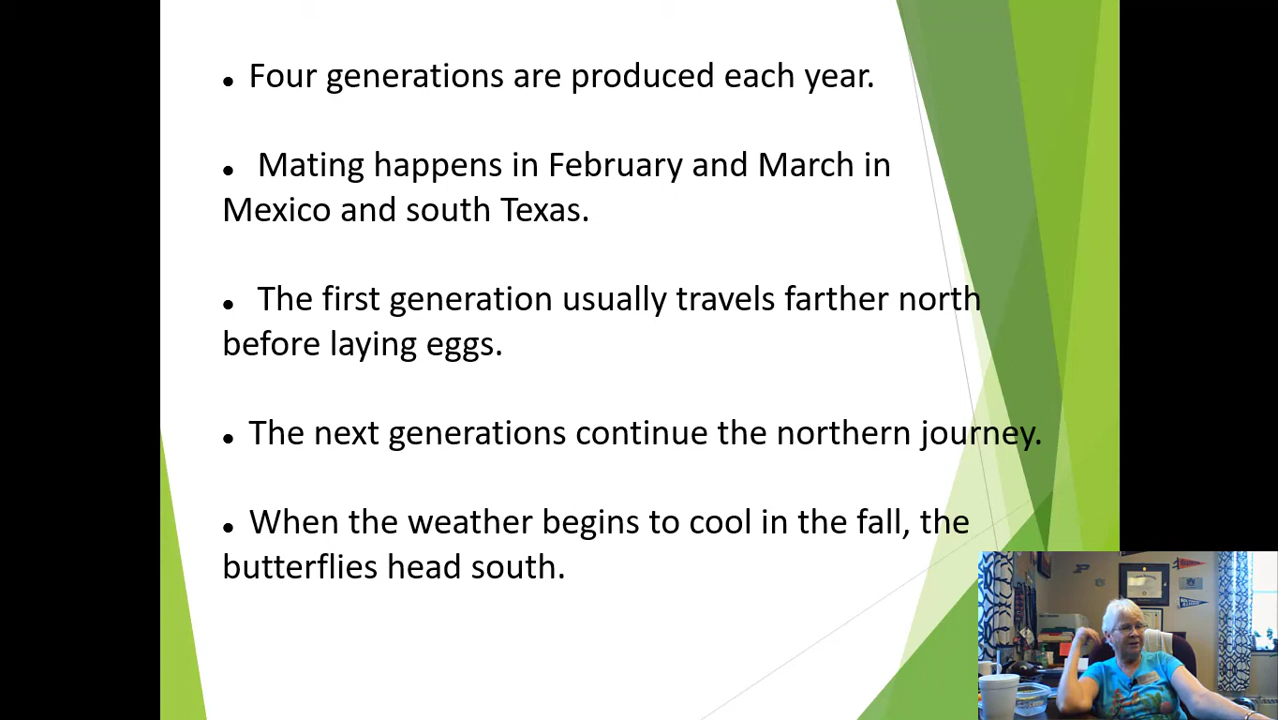 • Four generations are produced each year.
• Mating happens in February and March in
Mexico and south Texas.
• The first generation usually travels farther north
before laying eggs.
• The next generations continue the northern journey.
• When the weather begins to cool in the fall, the
butterflies head south.